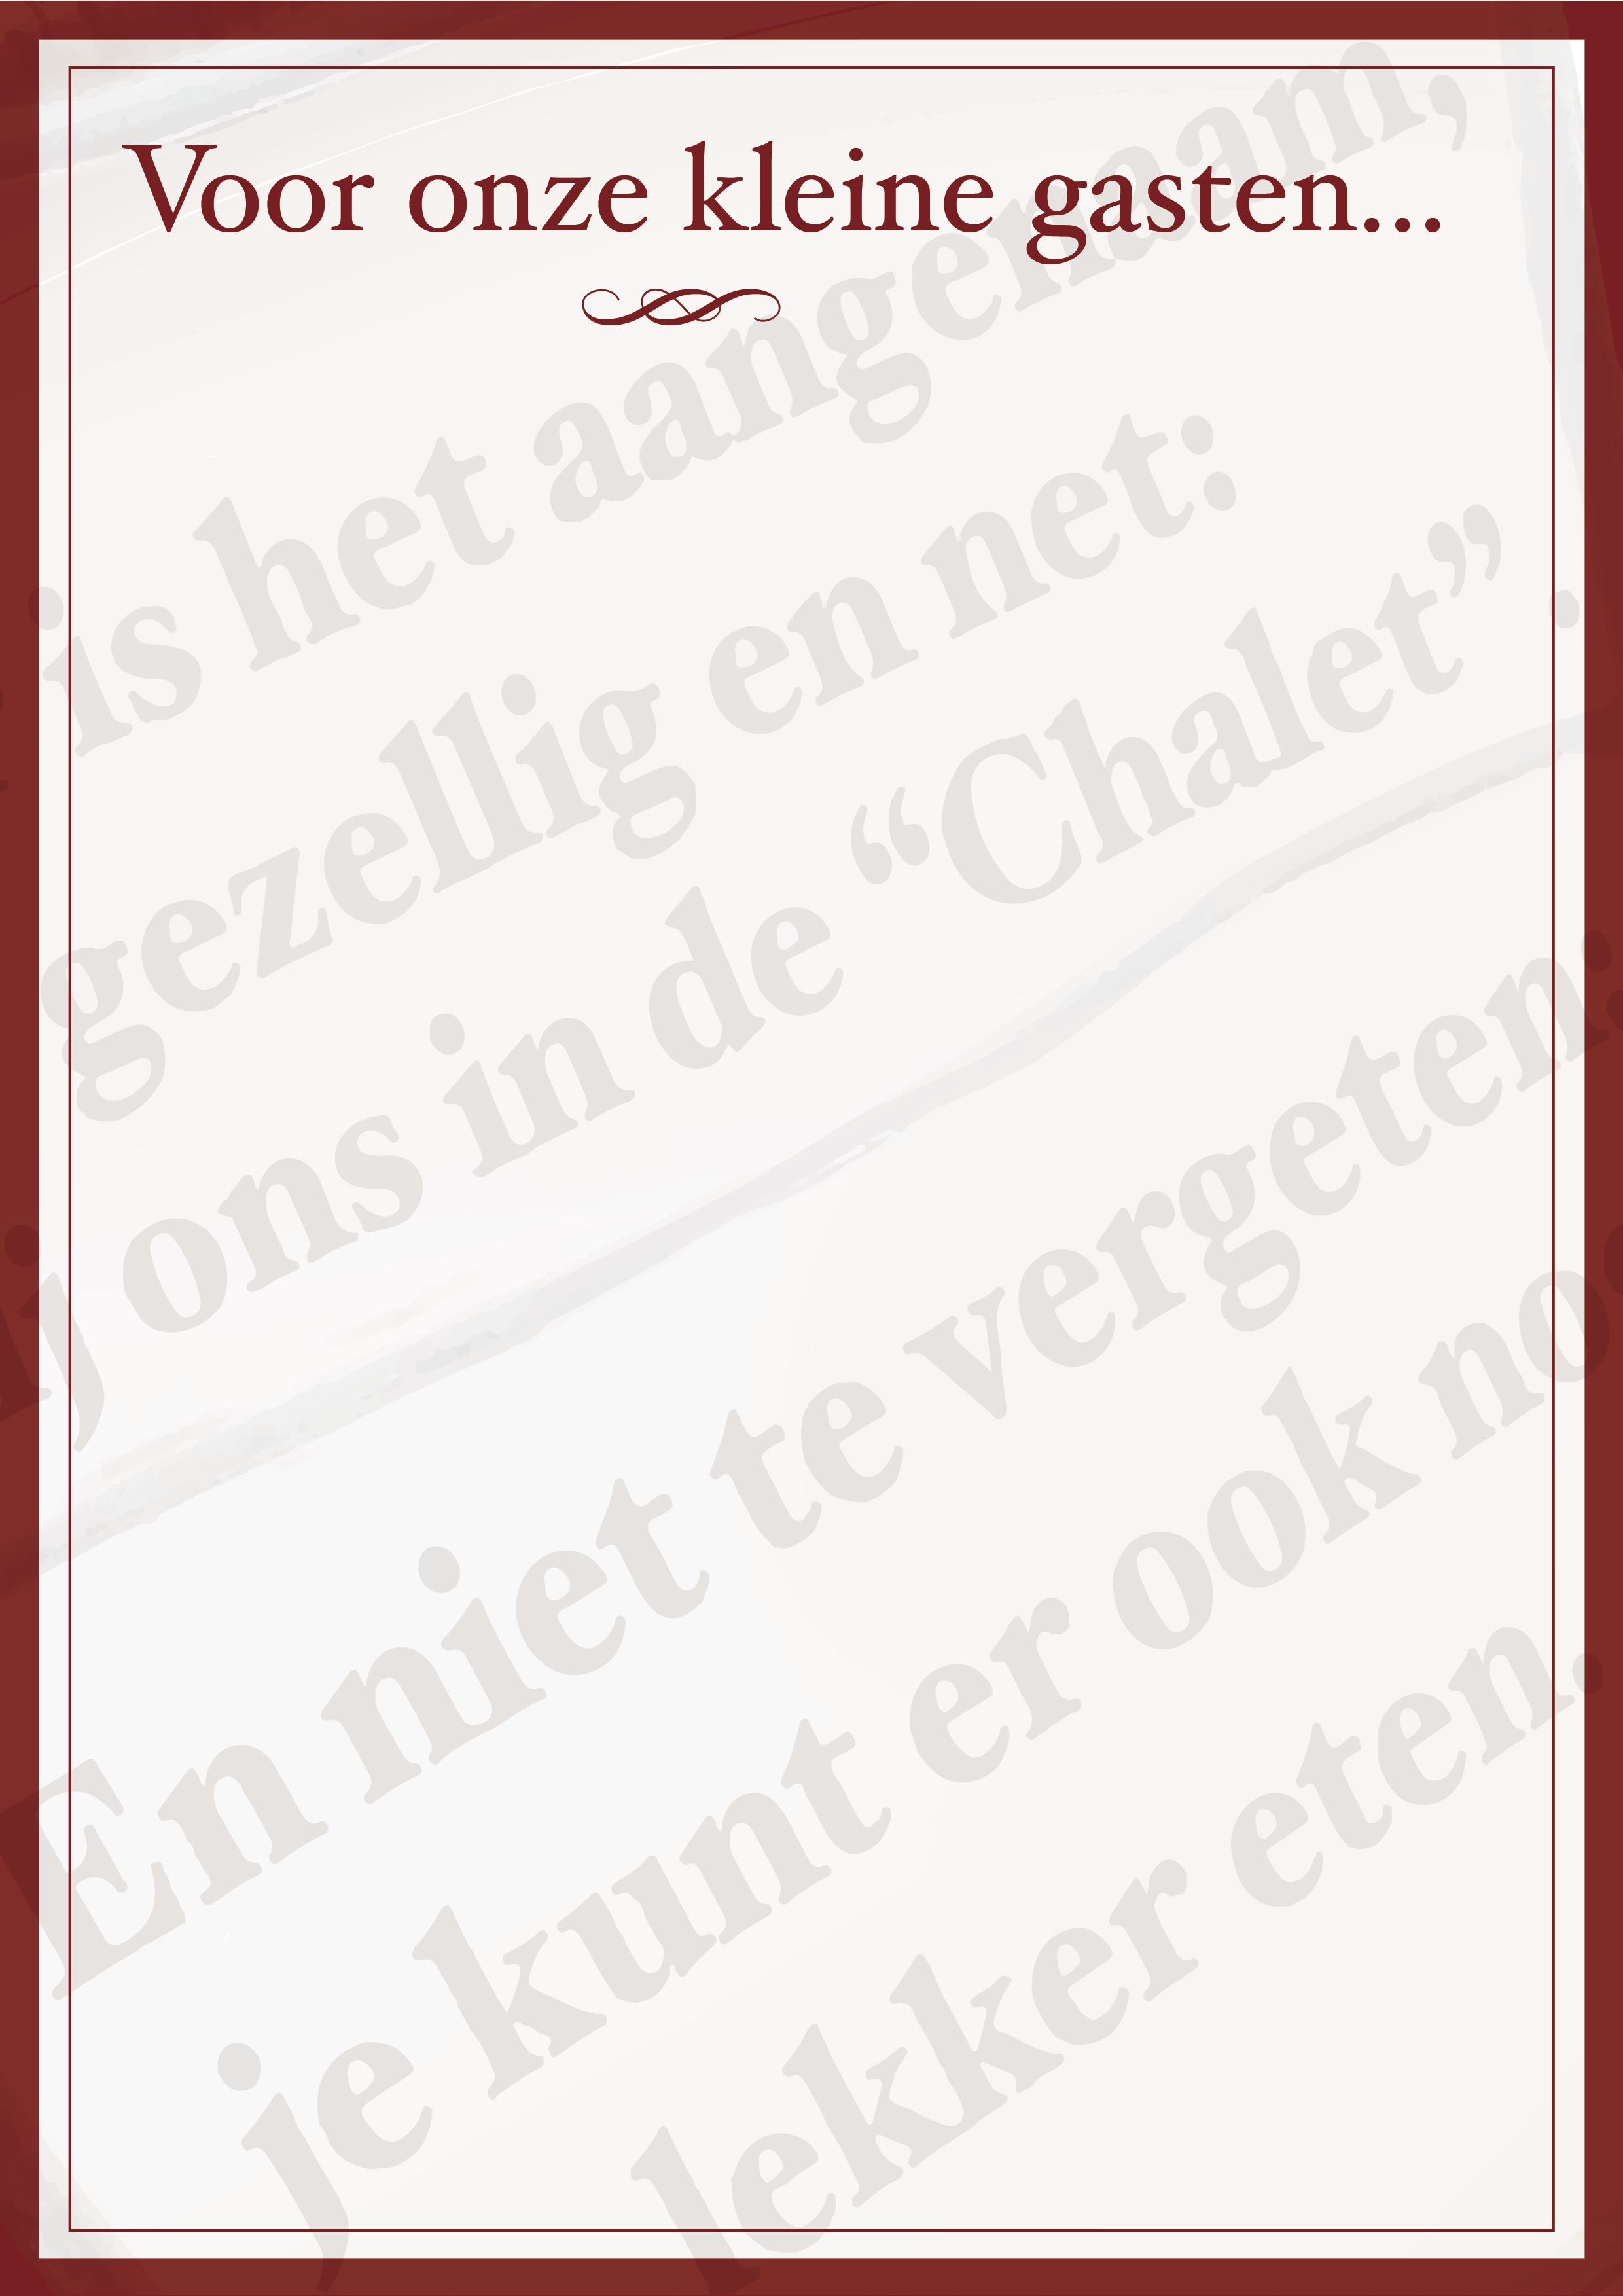 Voor onze kleine gasten...
is het aangenaam,
gezellig en net:
ons in de “Chalet”.
En niet te vergeten:
je kunt er ook
lekker eten.